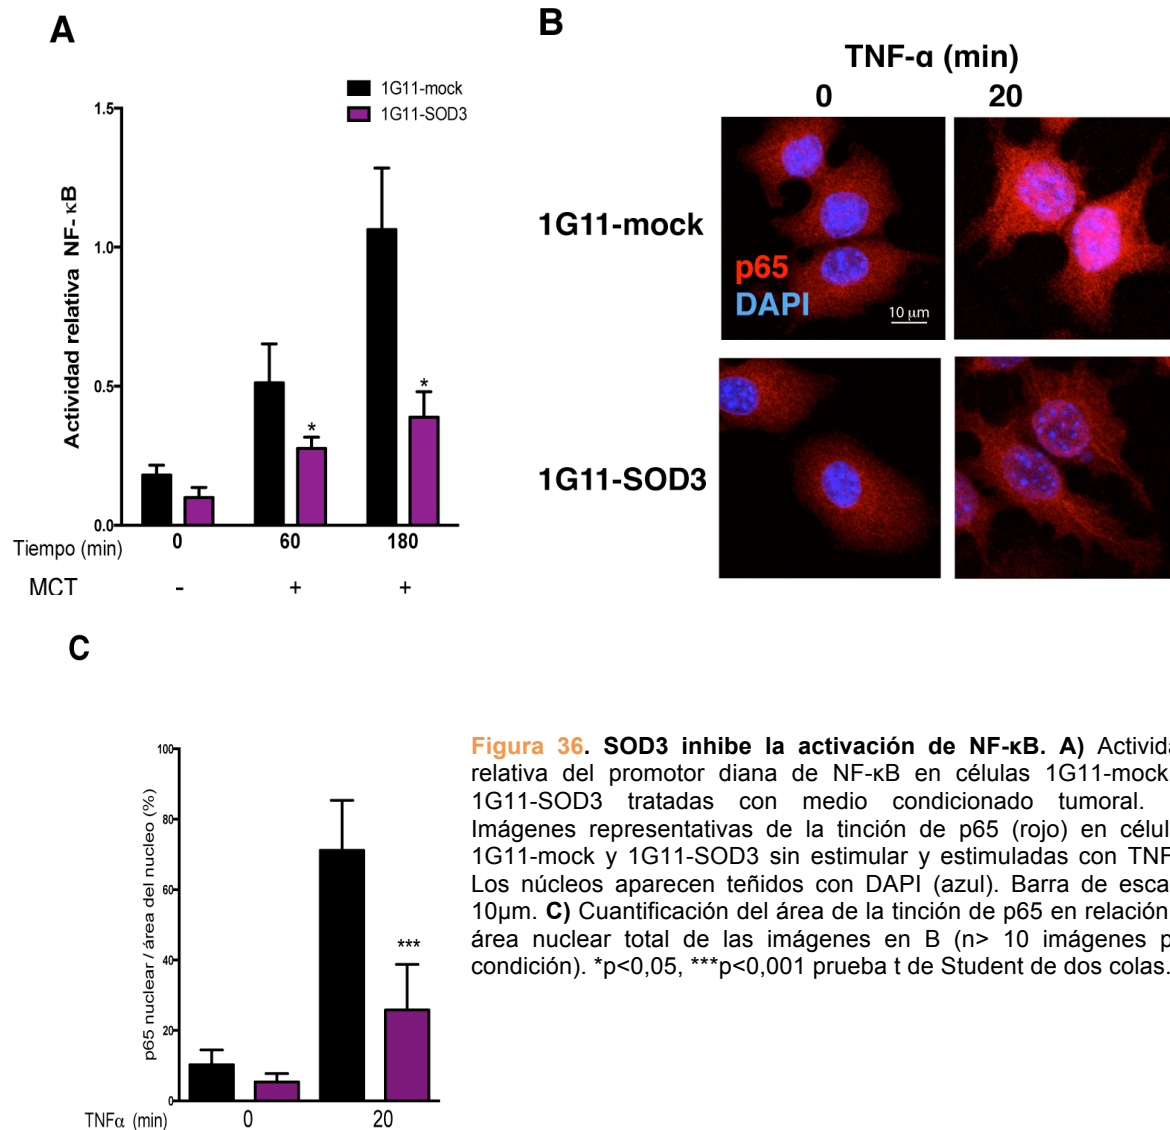 A
1G11-mock
1G11-SOD3
1.5
1.0
0.5
0.0
Actividad relativa NF-κB
Tiempo (min) 0 60 180
MCT - + +
* *
B
TNF-α (min)
0 20
1G11-mock
p65
DAPI
10 μm
1G11-SOD3
C
100
80
60
40
20
0
p65 nuclear / área del nucleo (%)
***
TNFα (min) 0 20
Figura 36. SOD3 inhibe la activación de NF-κB. A)
relativa del promotor diana de NF-κB en células 1G11-mock
1G11-SOD3 tratadas con medio condicionado tumoral.
Imágenes representativas de la tinción de p65 (rojo) en
1G11-mock y 1G11-SOD3 sin estimular y estimuladas con
Los núcleos aparecen teñidos con DAPI (azul). Barra de
10µm. C) Cuantificación del área de la tinción de p65 en relación
área nuclear total de las imágenes en B (n> 10 imágenes
condición). *p<0,05, ***p<0,001 prueba t de Student de dos colas.